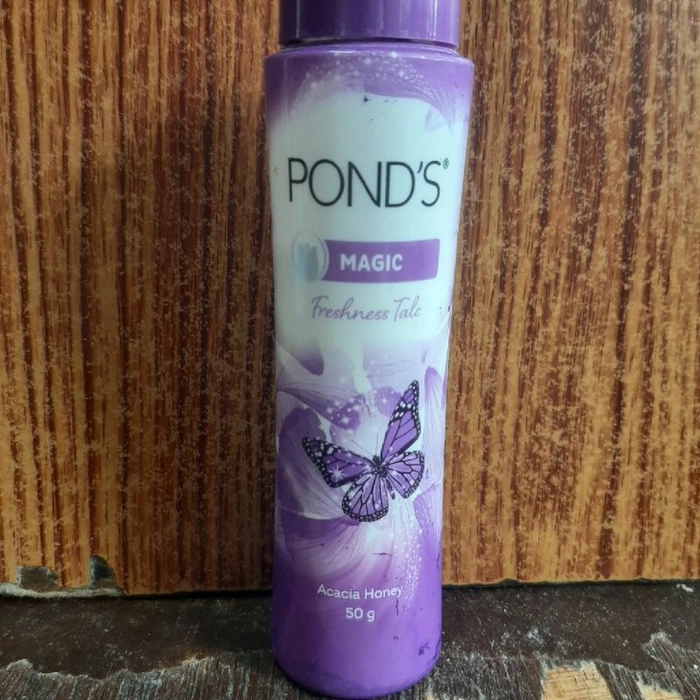 POND'S®
MAGIC
Freshness Talc
Acacia Honey
50 g